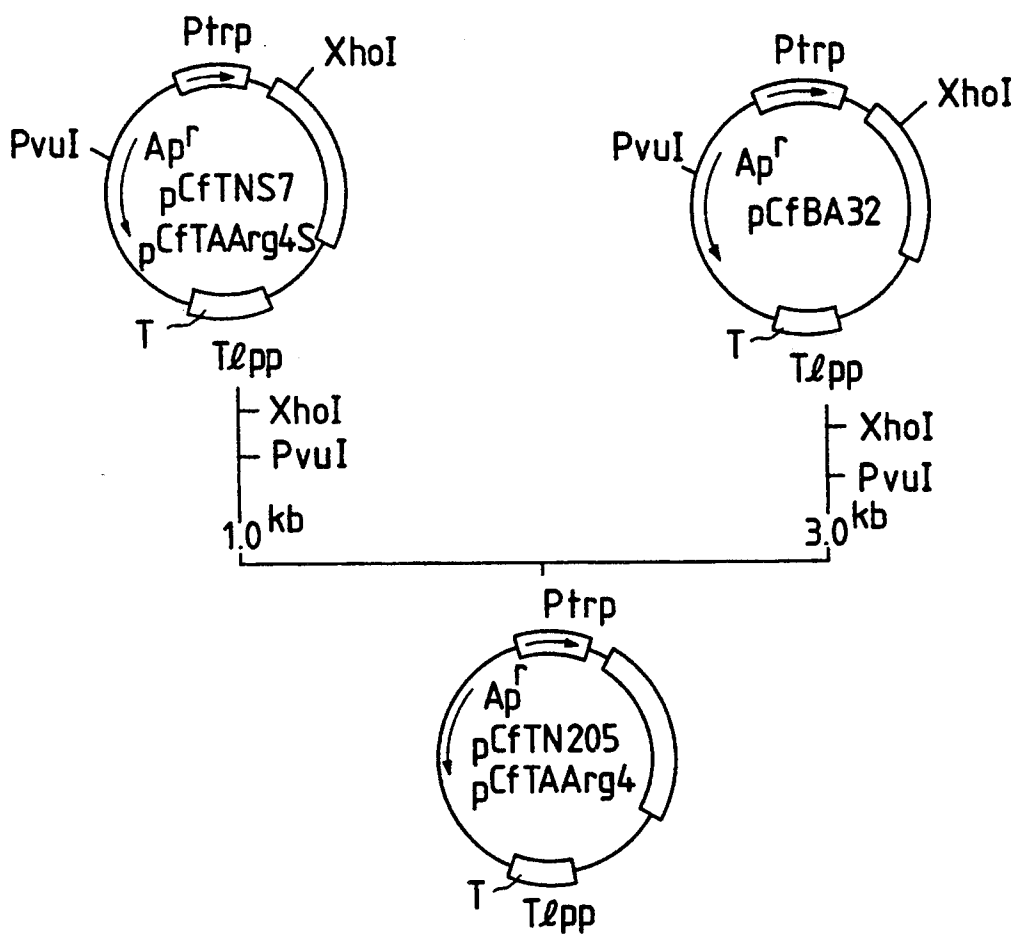 Ptrp
XhoI
PvuI
Apr
pCfTNS7
pCfTAArg4S
T
Tlpp
XhoI
PvuI
1.0 kb
Ptrp
XhoI
PvuI
Apr
pCfBA32
T
Tlpp
XhoI
PvuI
3.0 kb
Ptrp
Apr
pCfTN205
pCfTAArg4
T
Tlpp